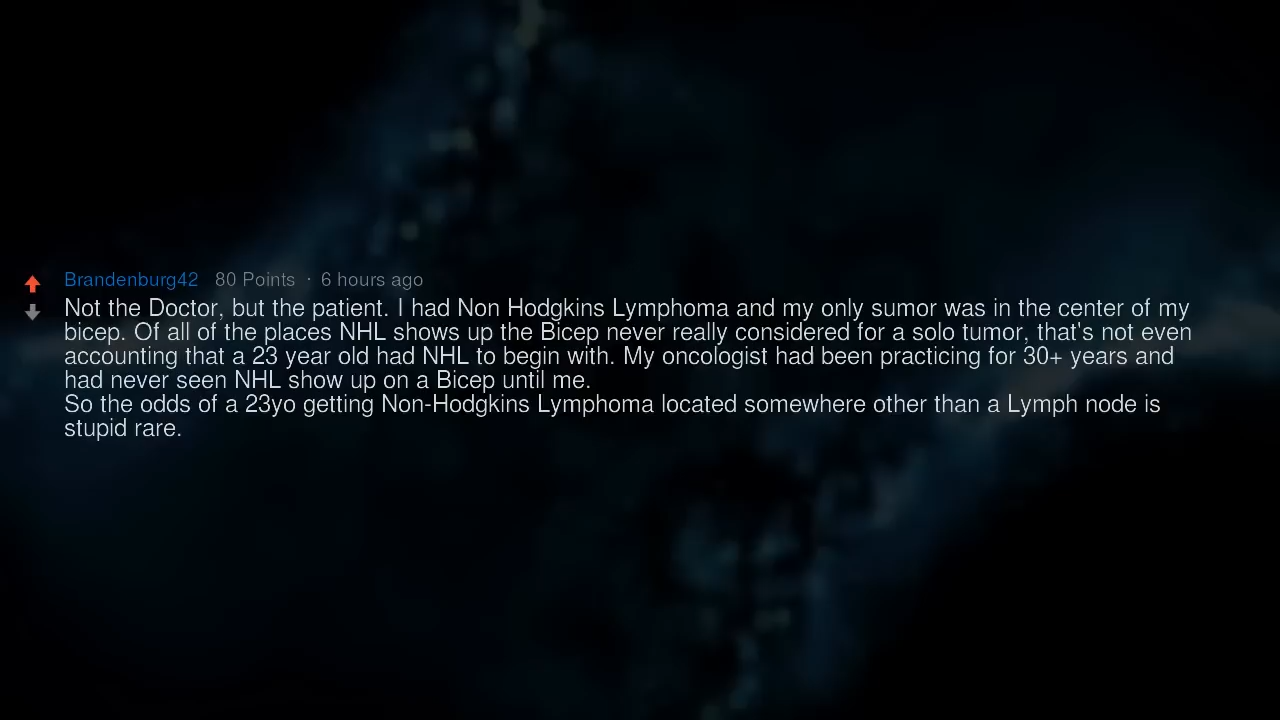 Brandenburg42 80 Points · 6 hours ago
Not the Doctor, but the patient. I had Non Hodgkins Lymphoma and my only sumor was in the center of my
bicep. Of all of the places NHL shows up the Bicep never really considered for a solo tumor, that's not even
accounting that a 23 year old had NHL to begin with. My oncologist had been practicing for 30+ years and
had never seen NHL show up on a Bicep until me.
So the odds of a 23yo getting Non-Hodgkins Lymphoma located somewhere other than a Lymph node is
stupid rare.